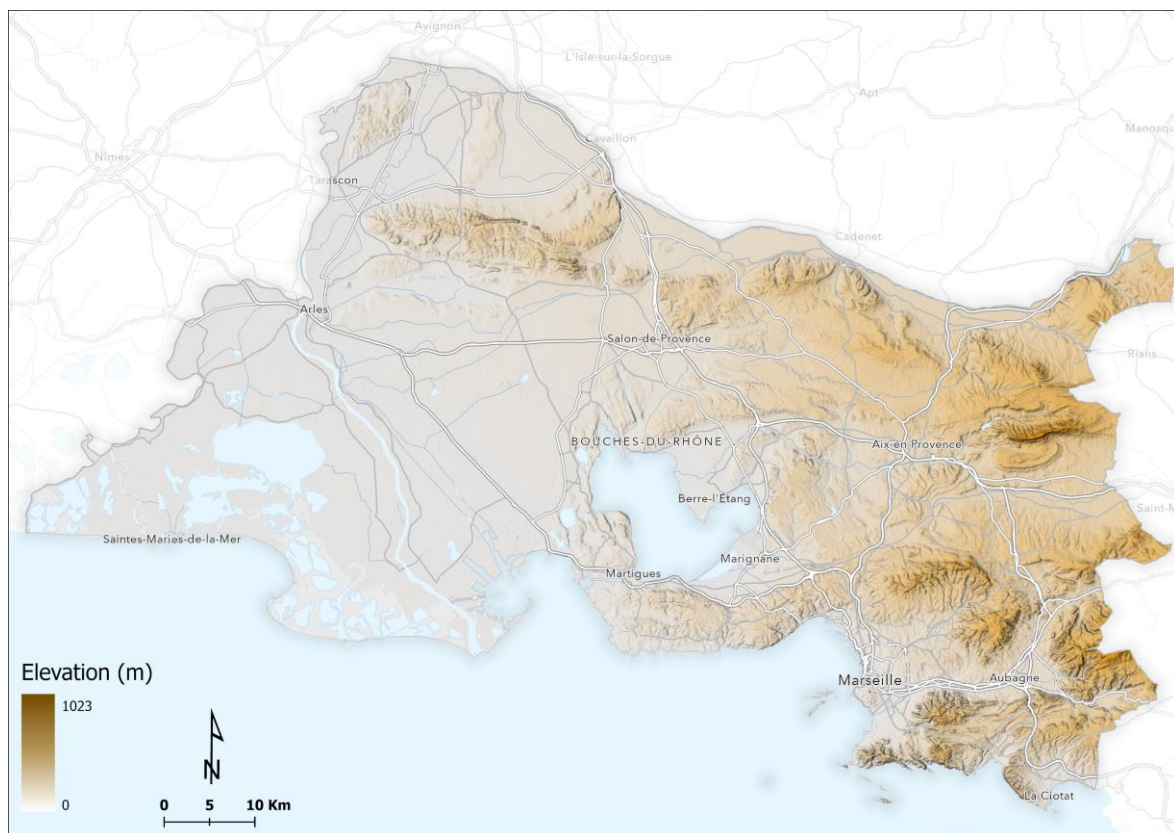 Avignon
L'Isle-sur-la-Sorgue
Apt
Manosqu
Cavaillon
Nîmes
Tarascon
Cadenet
Arles
Salon-de-Provence
Rians
BOUCHES-DU-RHÔNE
Aix-en-Provence
Berre-l'Étang
Saint-M
Saintes-Maries-de-la-Mer
Marignane
Martigues
Marseille
Aubagne
La Ciotat
Elevation (m)
1023
0
N
0 5 10 Km